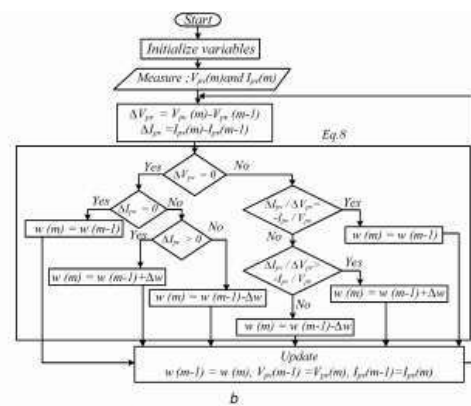 Start
Initialize variables
Measure ;Vpv(m)and Ipv(m)
ΔVpv = Vpv (m)-Vpv (m-1)
ΔIpv =Ipv(m)-Ipv(m-1)
Eq.8
Yes
ΔVpv = 0
No
Yes
ΔIpv = 0
No
ΔIpv / ΔVpv=
-Ipv / Vpv
Yes
w (m) = w (m-1)
Yes
ΔIpv > 0
No
No
w (m) = w (m-1)
ΔIpv / ΔVpv>
-Ipv / Vpv
Yes
w (m) = w (m-1)+Δw
w (m) = w (m-1)-Δw
No
w (m) = w (m-1)+Δw
w (m) = w (m-1)-Δw
Update
w (m-1) = w (m), Vpv(m-1) =Vpv(m), Ipv(m-1)=Ipv(m)
b